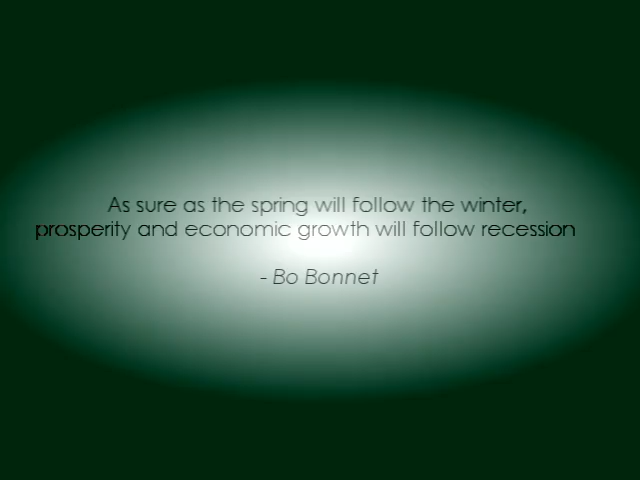 As sure as the spring will follow the winter,
prosperity and economic growth will follow recession
- Bo Bonnet